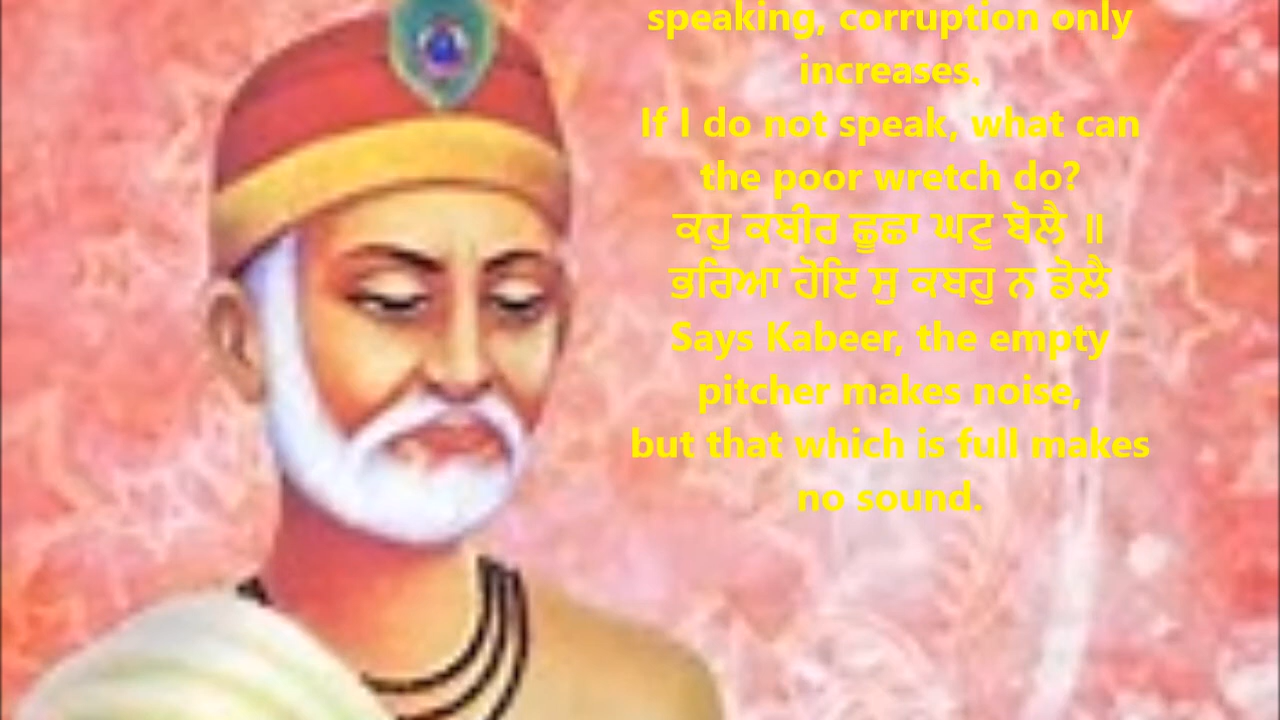 speaking, corruption only
increases.
If I do not speak, what can
the poor wretch do?
ਕਹੁ ਕਬੀਰ ਛੂਛਾ ਘਟੁ ਬੋਲੈ ॥
ਭਰਿਆ ਹੋਇ ਸੁ ਕਬਹੁ ਨ ਡੋਲੈ
Says Kabeer, the empty
pitcher makes noise,
but that which is full makes
no sound.